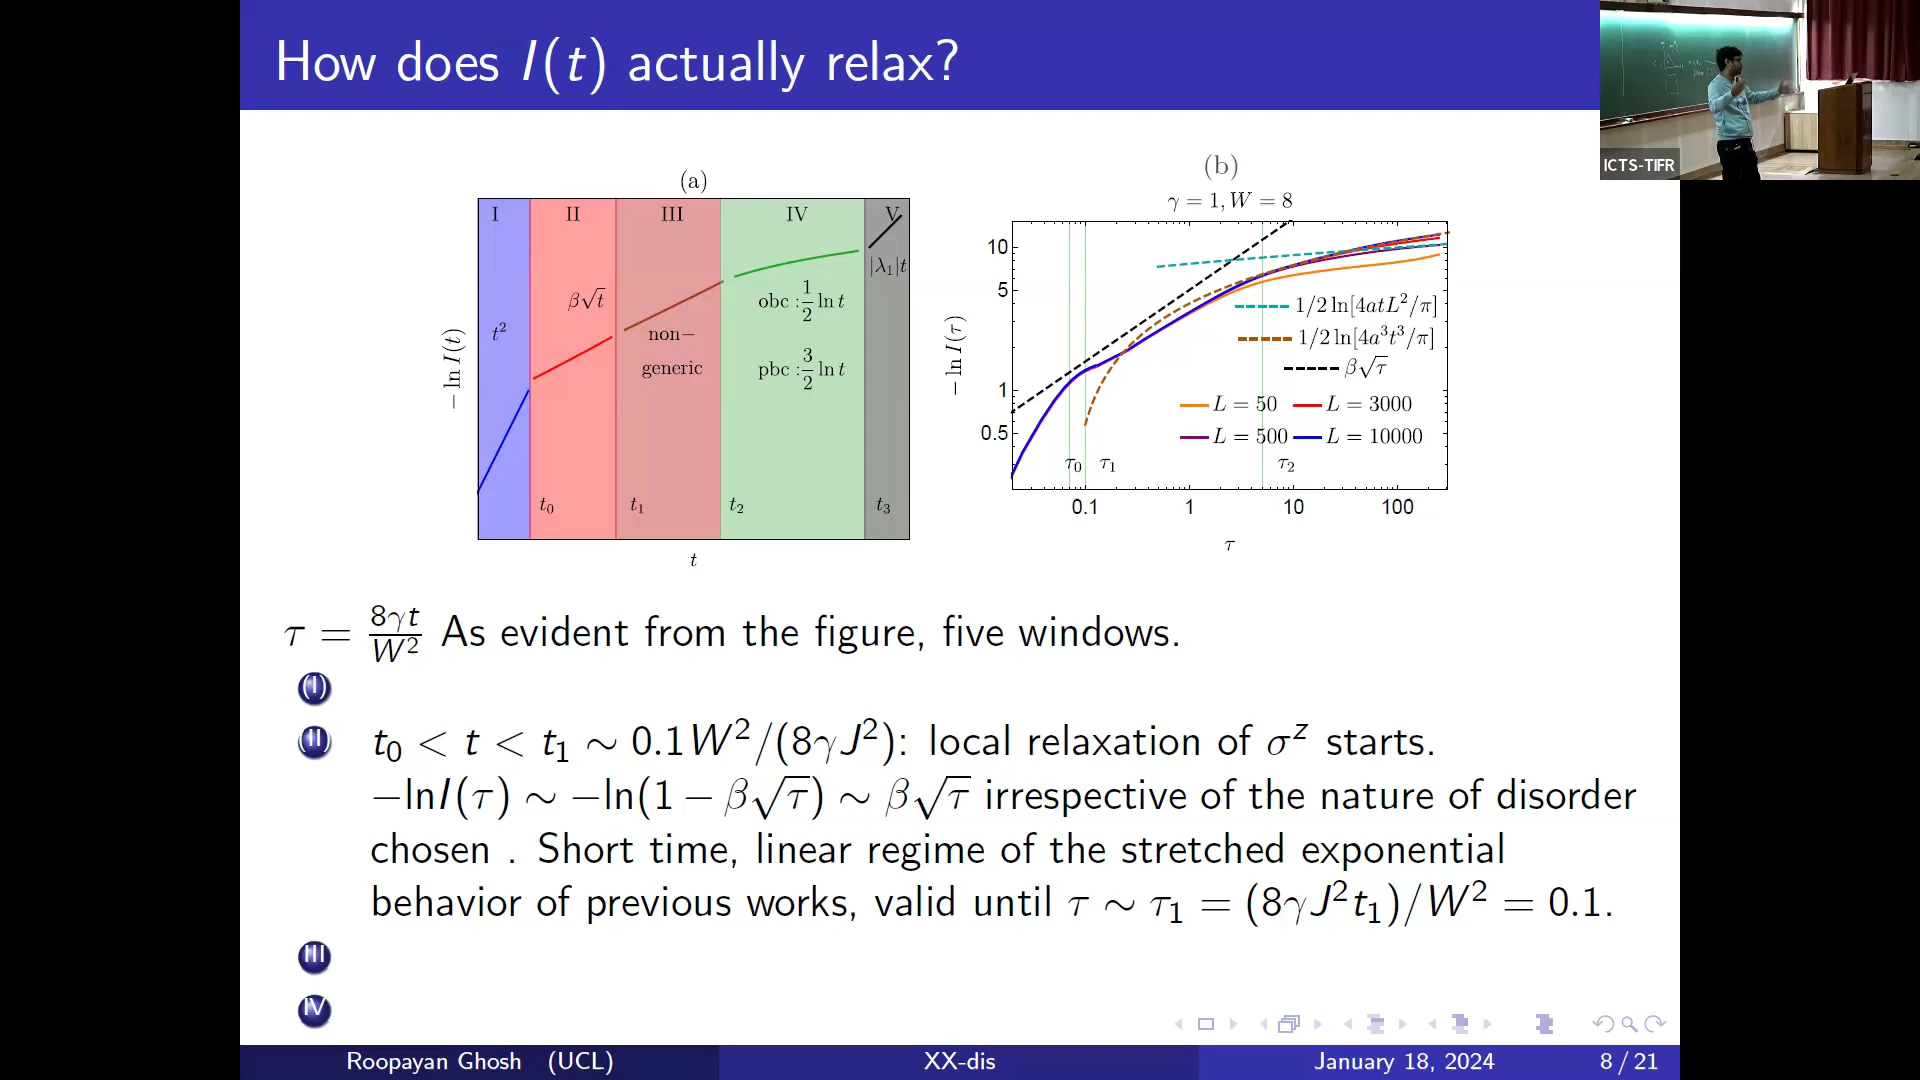 How does I(t) actually relax?
ICTS-TIFR
(a)
I II III IV V
− ln I(t)
t²
β√t
non−
generic
obc : 1/2 ln t
pbc : 3/2 ln t
|λ₁|t
t₀ t₁ t₂ t₃
t
(b)
γ = 1, W = 8
− ln I(τ)
10
5
1
0.5
1/2 ln[4atL²/π]
1/2 ln[4a³t³/π]
β√τ
L = 50 L = 3000
L = 500 L = 10000
τ₀ τ₁ τ₂
0.1 1 10 100
τ
τ = 8γt/W² As evident from the figure, five windows.
(I)
(II) t₀ < t < t₁ ∼ 0.1W²/(8γJ²): local relaxation of σᶻ starts.
−lnI(τ) ∼ −ln(1 − β√τ) ∼ β√τ irrespective of the nature of disorder
chosen . Short time, linear regime of the stretched exponential
behavior of previous works, valid until τ ∼ τ₁ = (8γJ²t₁)/W² = 0.1.
III
IV
Roopayan Ghosh (UCL) XX-dis January 18, 2024 8 / 21